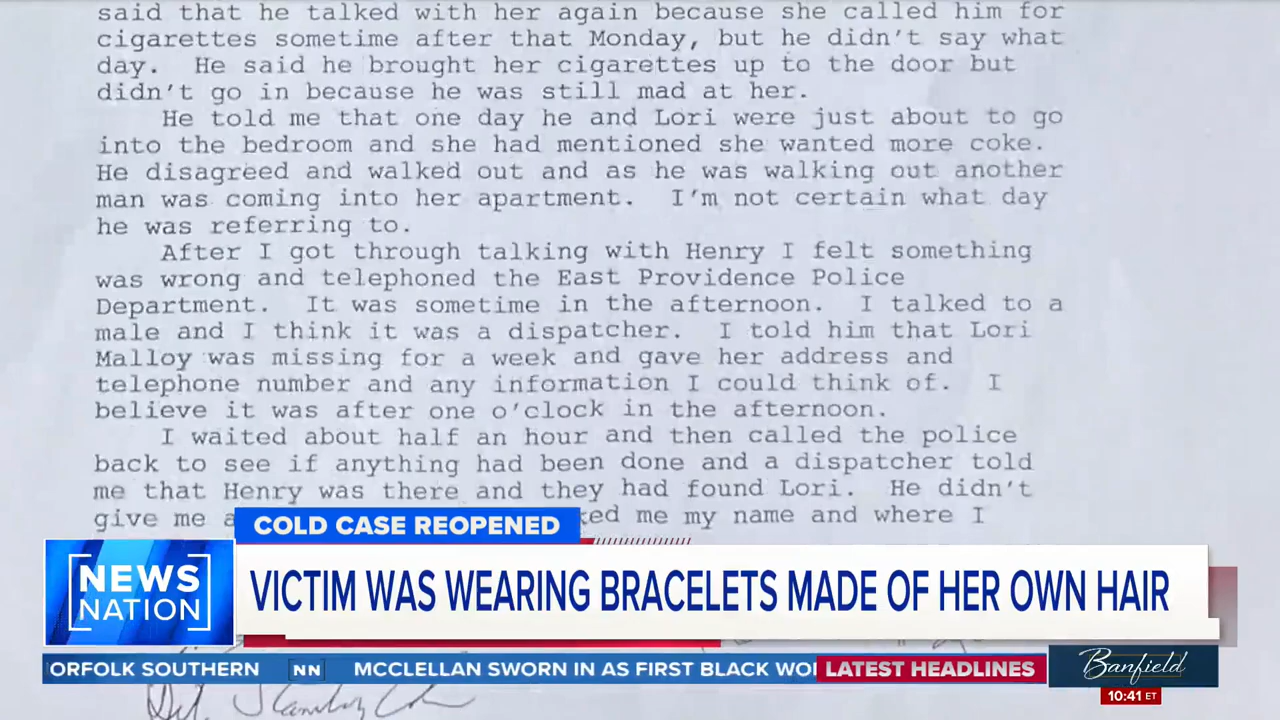 said that he talked with her again because she called him for
cigarettes sometime after that Monday, but he didn't say what
day. He said he brought her cigarettes up to the door but
didn't go in because he was still mad at her.
He told me that one day he and Lori were just about to go
into the bedroom and she had mentioned she wanted more coke.
He disagreed and walked out and as he was walking out another
man was coming into her apartment. I'm not certain what day
he was referring to.
After I got through talking with Henry I felt something
was wrong and telephoned the East Providence Police
Department. It was sometime in the afternoon. I talked to a
male and I think it was a dispatcher. I told him that Lori
Malloy was missing for a week and gave her address and
telephone number and any information I could think of. I
believe it was after one o'clock in the afternoon.
I waited about half an hour and then called the police
back to see if anything had been done and a dispatcher told
me that Henry was there and they had found Lori. He didn't
give me a ked me my name and where I
COLD CASE REOPENED
NEWS
NATION
VICTIM WAS WEARING BRACELETS MADE OF HER OWN HAIR
ORFOLK SOUTHERN NN MCCLELLAN SWORN IN AS FIRST BLACK WO
LATEST HEADLINES
Banfield
10:41 ET
Det.